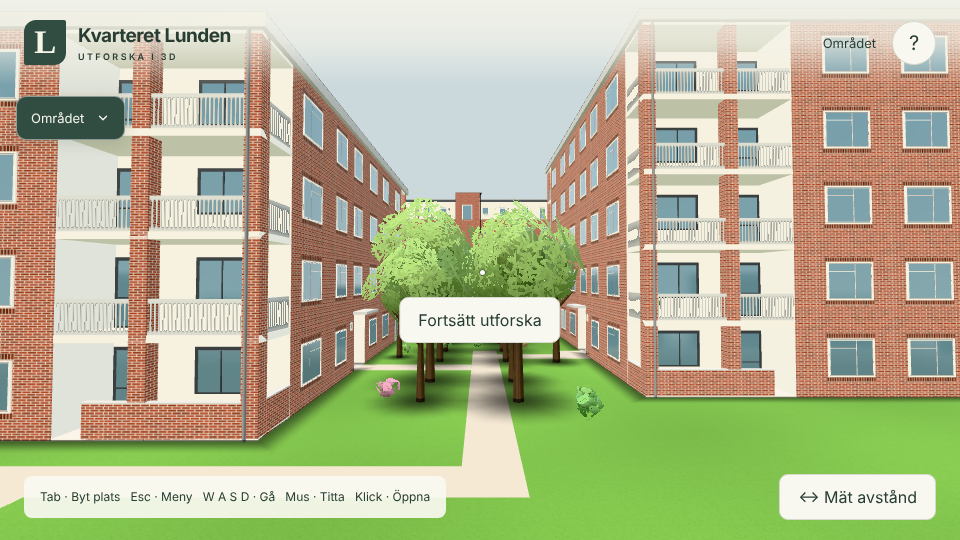 L
Kvarteret Lunden
UTFORSKA I 3D
Området
?
Området
Fortsätt utforska
Tab · Byt plats Esc · Meny W A S D · Gå Mus · Titta Klick · Öppna
↔ Mät avstånd